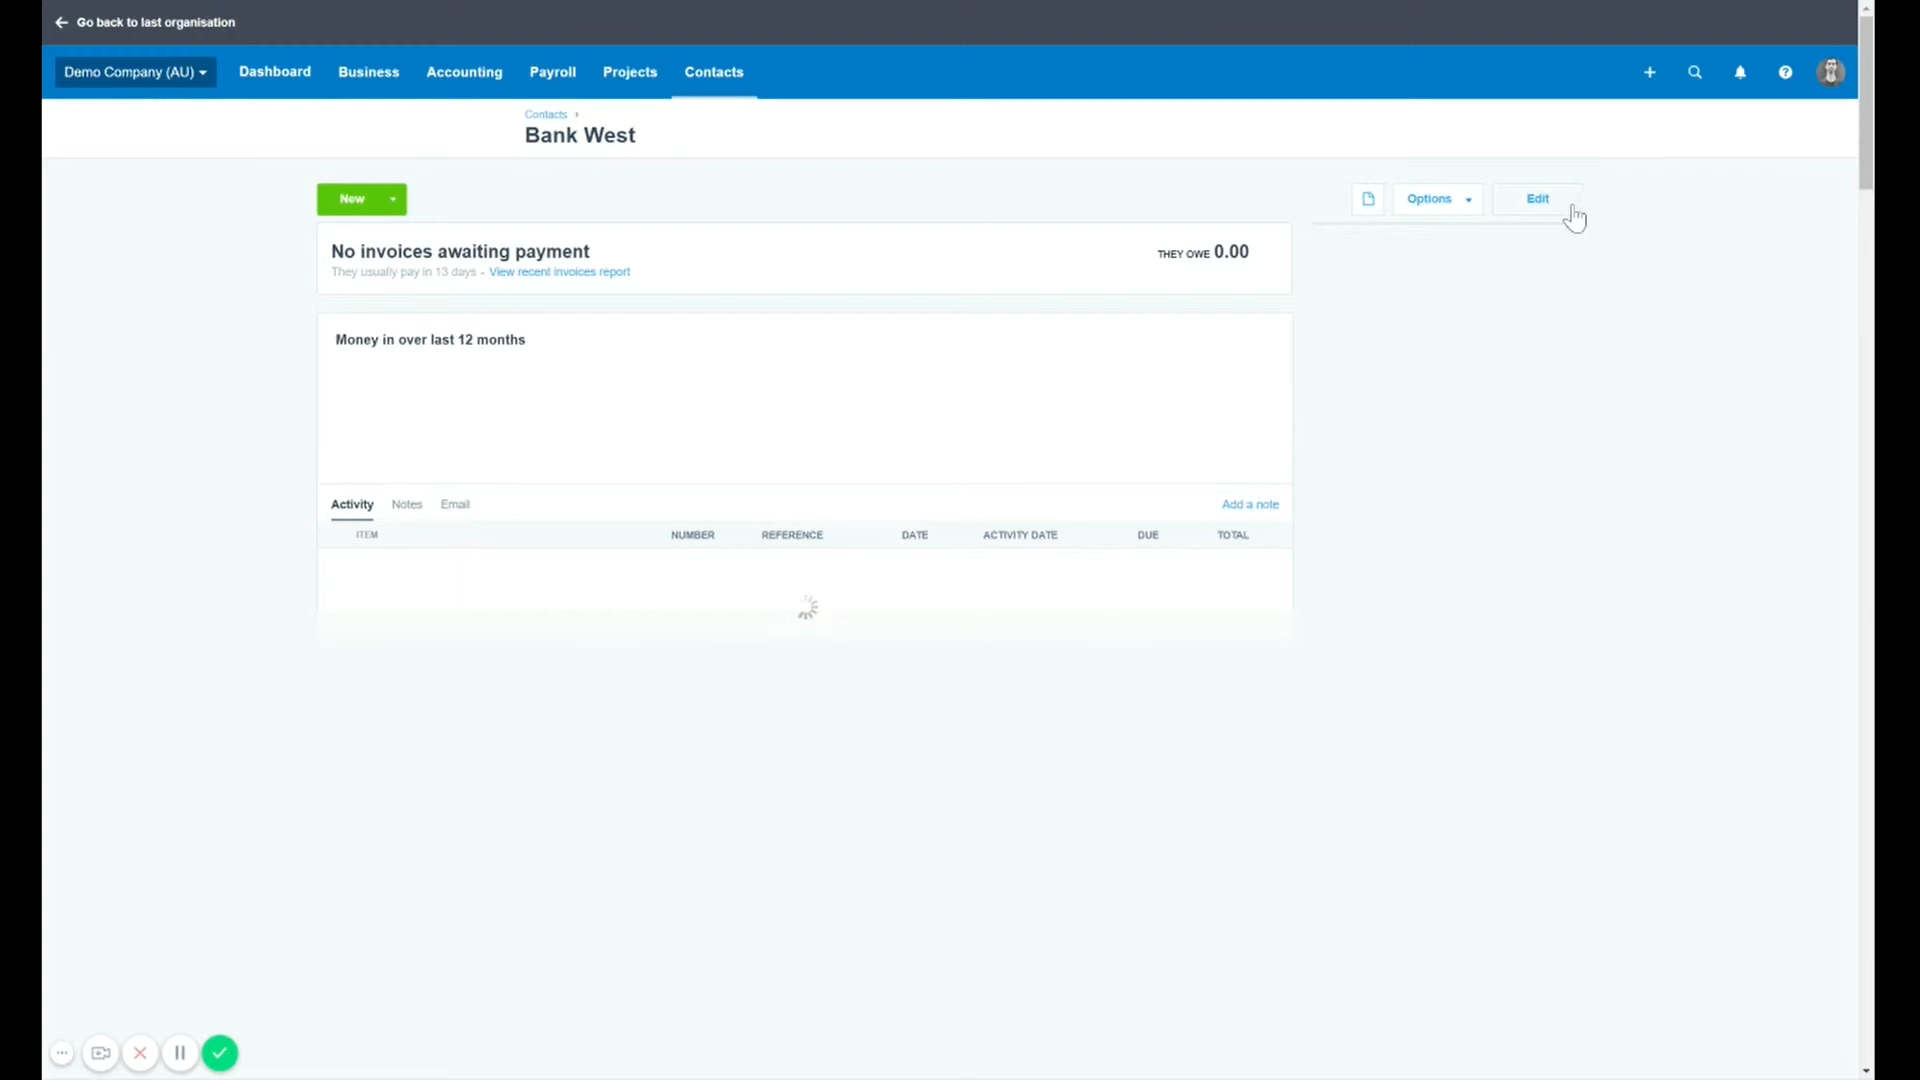 Go back to last organisation
Demo Company (AU) Dashboard Business Accounting Payroll Projects Contacts
Contacts ›
Bank West
New
Options
Edit
No invoices awaiting payment
THEY OWE 0.00
They usually pay in 13 days - View recent invoices report
Money in over last 12 months
Activity Notes Email
Add a note
ITEM NUMBER REFERENCE DATE ACTIVITY DATE DUE TOTAL